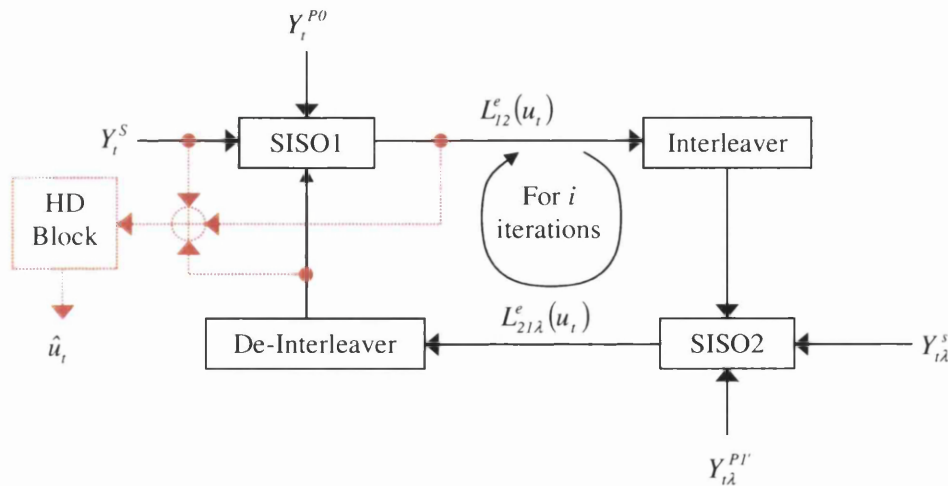 Y_t^{P0}
L_{12}^e(u_t)
Y_t^S
SISO1
Interleaver
HD
Block
For i
iterations
û_t
L_{21λ}^e(u_t)
De-Interleaver
SISO2
Y_{tλ}^s
Y_{tλ}^{P1'}